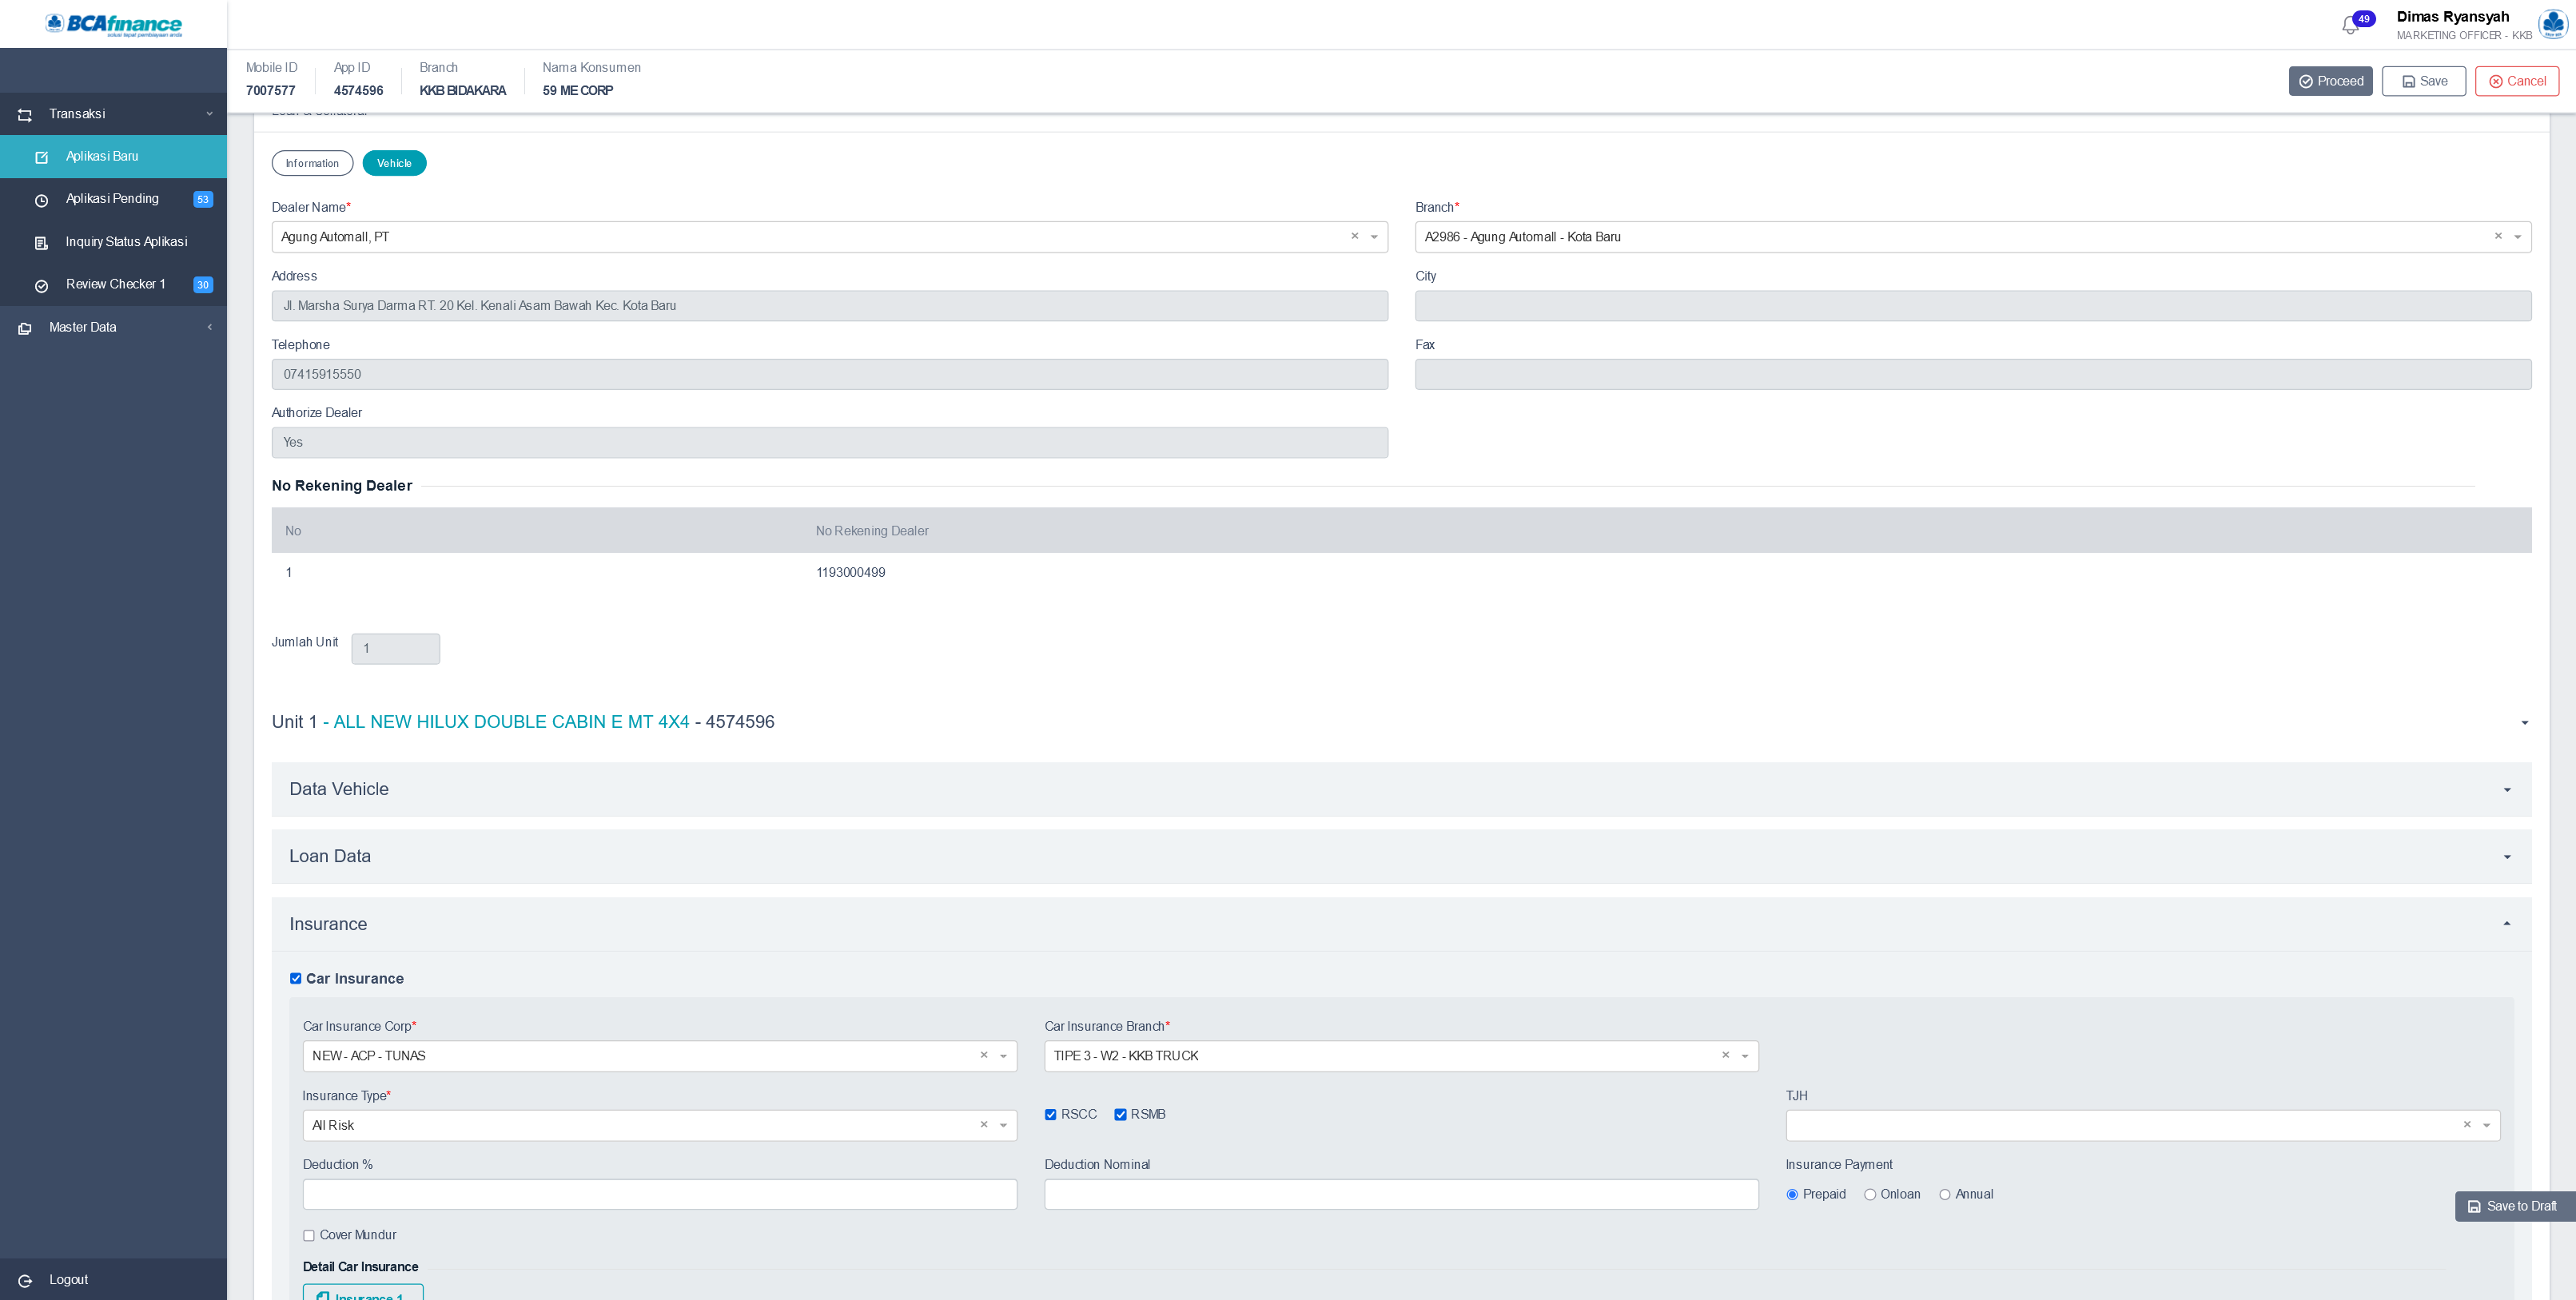 BCAfinance
solusi tepat pembiayaan anda
49
Dimas Ryansyah
MARKETING OFFICER - KKB
Mobile ID
7007577
App ID
4574596
Branch
KKB BIDAKARA
Nama Konsumen
59 ME CORP
Proceed
Save
Cancel
Transaksi
Aplikasi Baru
Aplikasi Pending
53
Inquiry Status Aplikasi
Review Checker 1
30
Master Data
Logout
Loan & Collateral
Information
Vehicle
Dealer Name*
Branch*
Agung Automall, PT ×
A2986 - Agung Automall - Kota Baru ×
Address
City
Jl. Marsha Surya Darma RT. 20 Kel. Kenali Asam Bawah Kec. Kota Baru
Telephone
Fax
07415915550
Authorize Dealer
Yes
No Rekening Dealer
No No Rekening Dealer
1 1193000499
Jumlah Unit 1
Unit 1 - ALL NEW HILUX DOUBLE CABIN E MT 4X4 - 4574596
Data Vehicle
Loan Data
Insurance
Car Insurance
Car Insurance Corp*
Car Insurance Branch*
NEW - ACP - TUNAS ×
TIPE 3 - W2 - KKB TRUCK ×
Insurance Type*
TJH
All Risk ×
RSCC RSMB
×
Deduction %
Deduction Nominal
Insurance Payment
Prepaid Onloan Annual
Save to Draft
Cover Mundur
Detail Car Insurance
Insurance 1